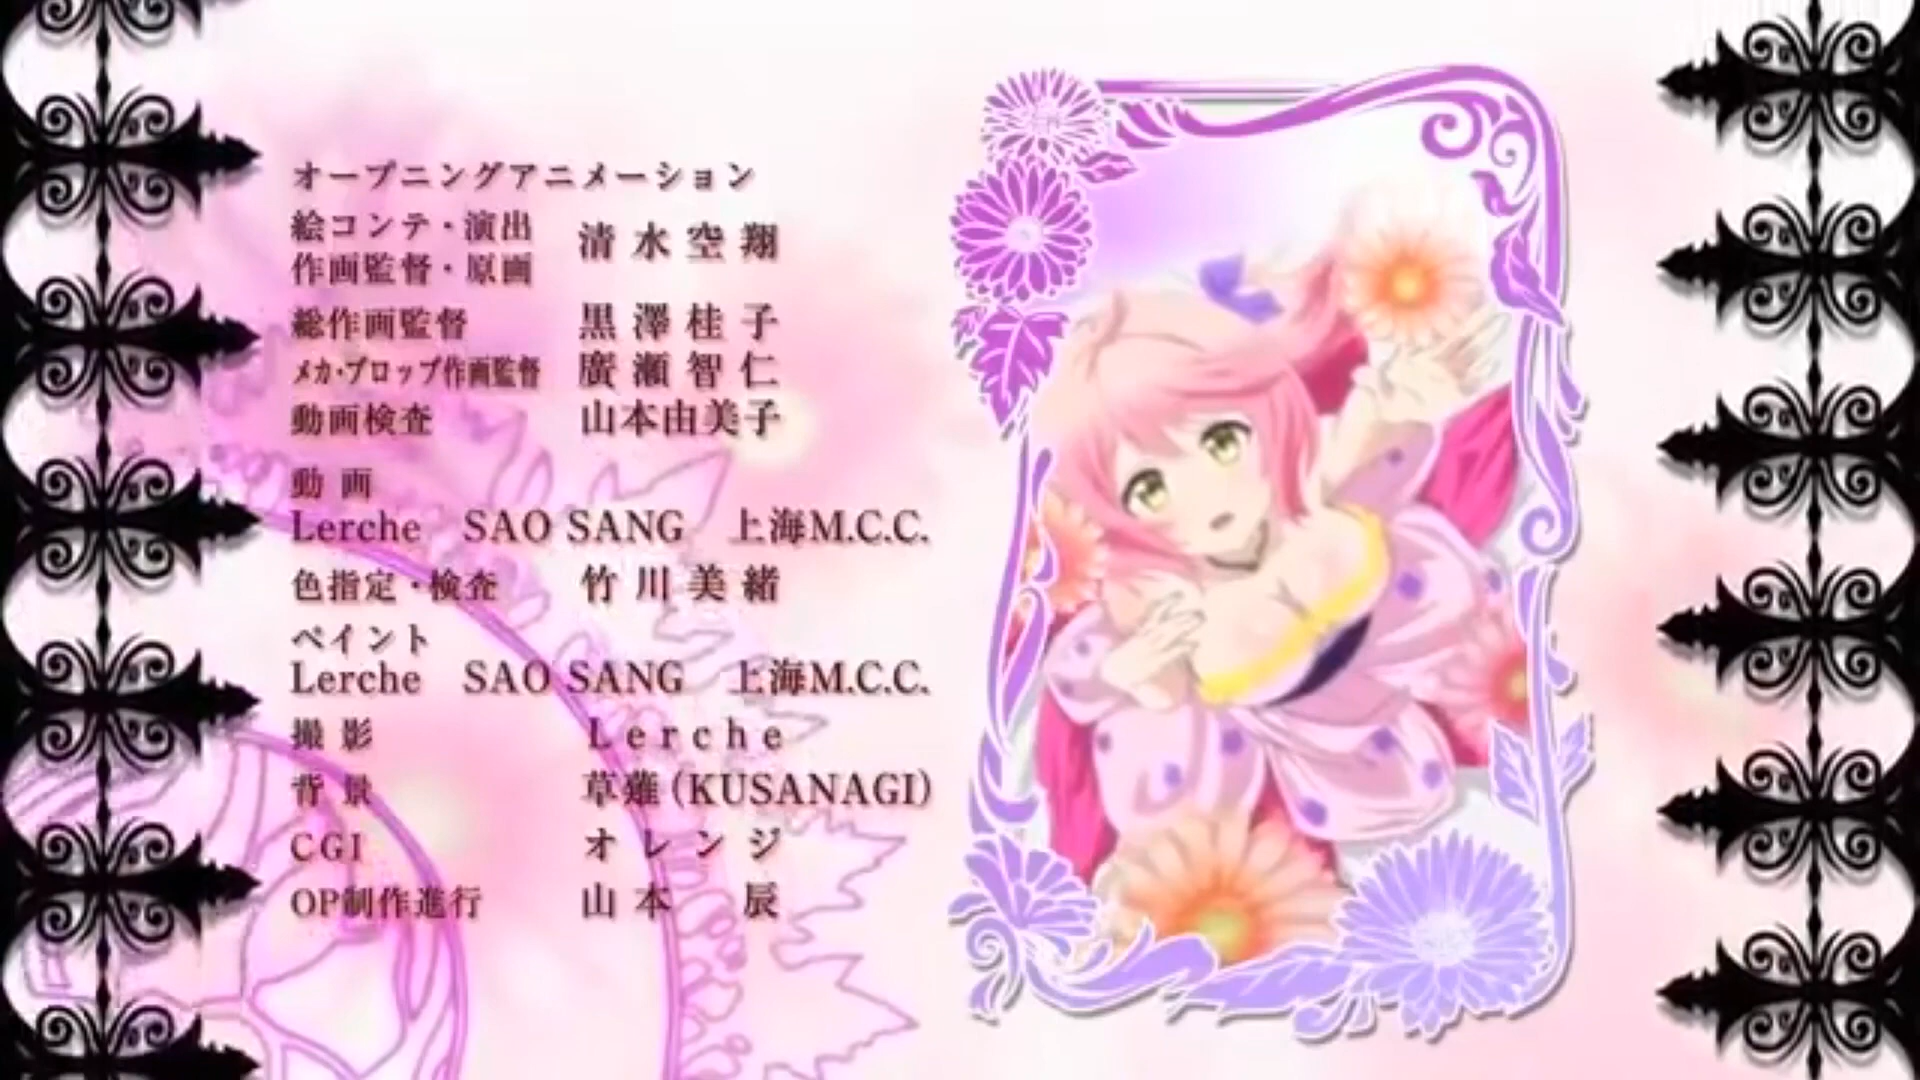 オープニングアニメーション
絵コンテ・演出
作画監督・原画　清水空翔
総作画監督　黒澤桂子
メカ・プロップ作画監督　廣瀬智仁
動画検査　山本由美子
動画
Lerche　SAO SANG　上海M.C.C.
色指定・検査　竹川美緒
ペイント
Lerche　SAO SANG　上海M.C.C.
撮影　Lerche
背景　草薙(KUSANAGI)
CGI　オレンジ
OP制作進行　山本　辰